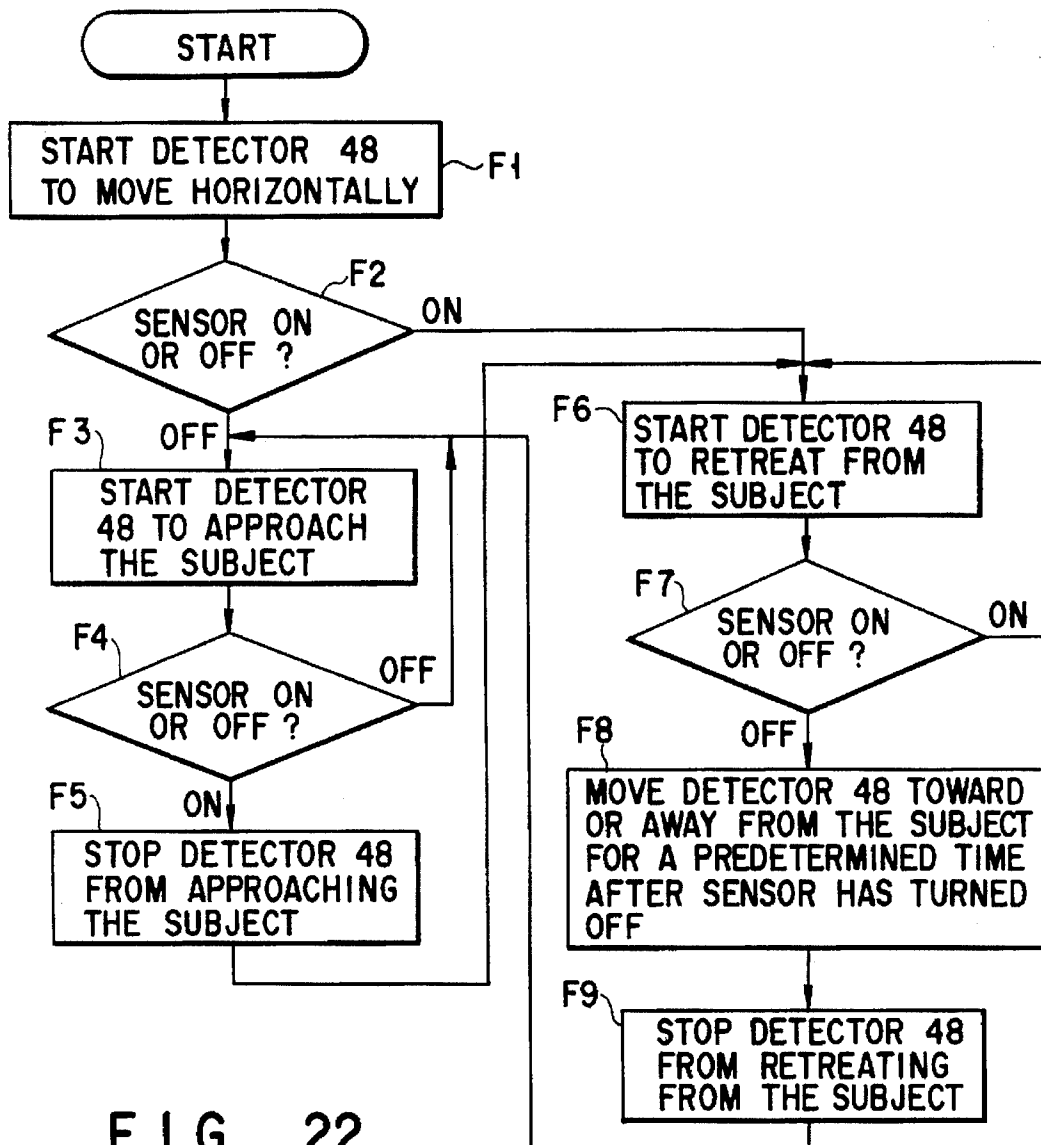 START
START DETECTOR 48
TO MOVE HORIZONTALLY
F1
F2
SENSOR ON
OR OFF ?
ON
OFF
F3
START DETECTOR
48 TO APPROACH
THE SUBJECT
F4
SENSOR ON
OR OFF ?
OFF
ON
F5
STOP DETECTOR 48
FROM APPROACHING
THE SUBJECT
F6
START DETECTOR 48
TO RETREAT FROM
THE SUBJECT
F7
SENSOR ON
OR OFF ?
ON
OFF
F8
MOVE DETECTOR 48 TOWARD
OR AWAY FROM THE SUBJECT
FOR A PREDETERMINED TIME
AFTER SENSOR HAS TURNED
OFF
F9
STOP DETECTOR 48
FROM RETREATING
FROM THE SUBJECT
FIG. 22